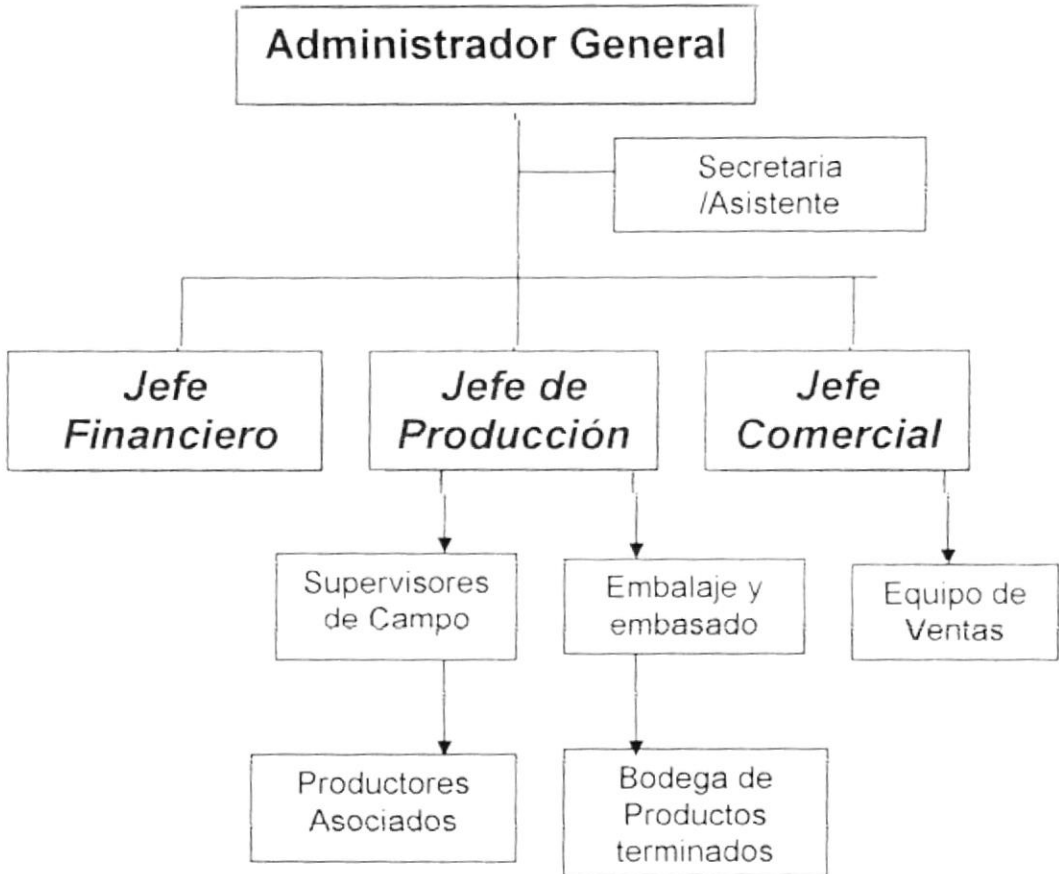 Administrador General
Secretaria
/Asistente
Jefe
Financiero
Jefe de
Producción
Jefe
Comercial
Supervisores
de Campo
Embalaje y
embasado
Equipo de
Ventas
Productores
Asociados
Bodega de
Productos
terminados